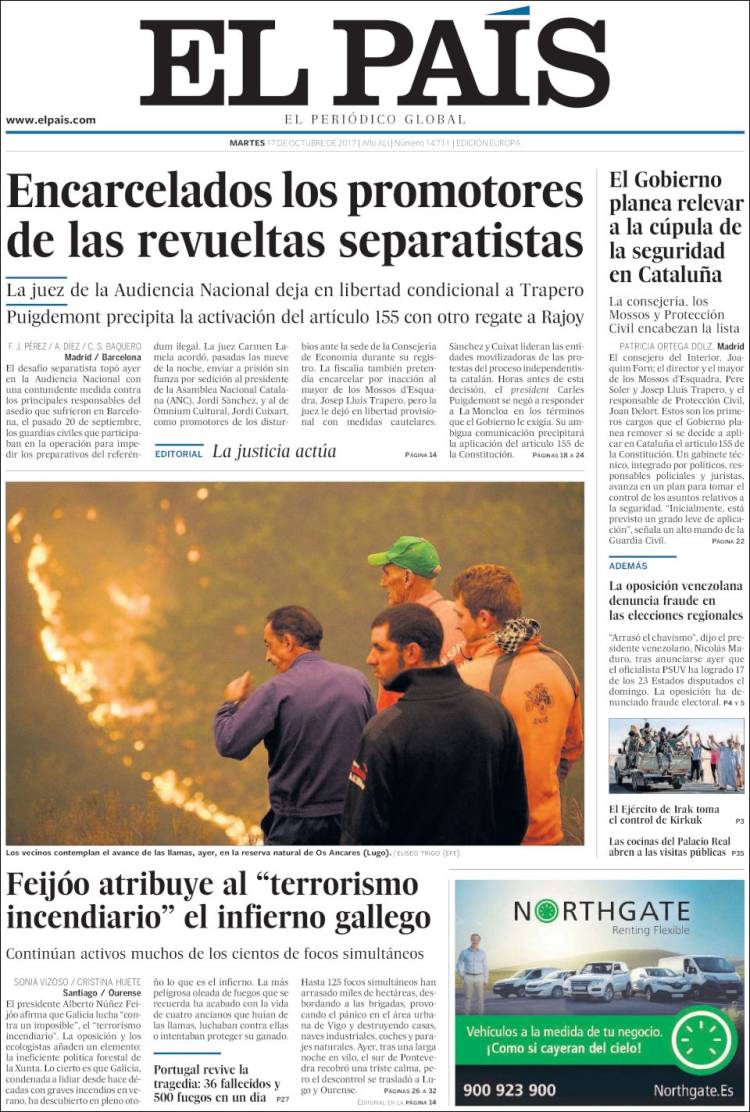 EL PAÍS
www.elpais.com
EL PERIÓDICO GLOBAL
MARTES 17 DE OCTUBRE DE 2017 | Año XLI | Número 14.711 | EDICIÓN EUROPA
Encarcelados los promotores
de las revueltas separatistas
La juez de la Audiencia Nacional deja en libertad condicional a Trapero
Puigdemont precipita la activación del artículo 155 con otro regate a Rajoy
F. J. PÉREZ / A. DÍEZ / C. S. BAQUERO
Madrid / Barcelona
El desafío separatista topó ayer
en la Audiencia Nacional con
una contundente medida contra
los principales responsables del
asedio que sufrieron en Barcelona,
el pasado 20 de septiembre,
los guardias civiles que participaban
en la operación para impedir
los preparativos del referén-
dum ilegal. La juez Carmen Lamela
acordó, pasadas las nueve
de la noche, enviar a prisión sin
fianza por sedición al presidente
de la Asamblea Nacional Catalana
(ANC), Jordi Sànchez, y al de
Òmnium Cultural, Jordi Cuixart,
como promotores de los distur-
bios ante la sede de la Consejería
de Economía durante su registro.
La fiscalía también pretendía
encarcelar por inacción al
mayor de los Mossos d'Esquadra,
Josep Lluís Trapero, pero la
juez le dejó en libertad provisional
con medidas cautelares.
Sànchez y Cuixat lideran las entidades
movilizadoras de las protestas
del proceso independentista
catalán. Horas antes de esta
decisión, el president Carles
Puigdemont se negó a responder
a La Moncloa en los términos
que el Gobierno le exigía. Su ambigua
comunicación precipitará
la aplicación del artículo 155 de
la Constitución. PÁGINAS 18 A 24
EDITORIAL La justicia actúa PÁGINA 14
El Gobierno
planea relevar
a la cúpula de
la seguridad
en Cataluña
La consejería, los
Mossos y Protección
Civil encabezan la lista
PATRICIA ORTEGA DOLZ, Madrid
El consejero del Interior, Joaquim
Forn; el director y el mayor
de los Mossos d'Esquadra, Pere
Soler y Josep Lluís Trapero, y el
responsable de Protección Civil,
Joan Delort. Estos son los primeros
cargos que el Gobierno planea
remover si se decide a aplicar
en Cataluña el artículo 155 de la
Constitución. Un gabinete técnico,
integrado por políticos, responsables
policiales y juristas,
avanza en un plan para tomar el
control de los asuntos relativos a
la seguridad. “Inicialmente, está
previsto un grado leve de aplicación”,
señala un alto mando de la
Guardia Civil. PÁGINA 22
ADEMÁS
La oposición venezolana
denuncia fraude en
las elecciones regionales
“Arrasó el chavismo”, dijo el presidente
venezolano, Nicolás Maduro,
tras anunciarse ayer que
el oficialista PSUV ha logrado 17
de los 23 Estados disputados el
domingo. La oposición ha denunciado
fraude electoral. P4 Y 5
El Ejército de Irak toma
el control de Kirkuk P3
Las cocinas del Palacio Real
abren a las visitas públicas P35
4x4
Los vecinos contemplan el avance de las llamas, ayer, en la reserva natural de Os Ancares (Lugo). / ELISEO TRIGO (EFE)
Feijóo atribuye al “terrorismo
incendiario” el infierno gallego
Continúan activos muchos de los cientos de focos simultáneos
SONIA VIZOSO / CRISTINA HUETE
Santiago / Ourense
El presidente Alberto Núñez Feijóo
afirma que Galicia lucha “contra
un imposible”, el “terrorismo
incendiario”. La oposición y los
ecologistas añaden un elemento:
la ineficiente política forestal de
la Xunta. Lo cierto es que Galicia,
condenada a lidiar desde hace décadas
con graves incendios en verano,
ha descubierto en pleno oto-
ño lo que es el infierno. La más
peligrosa oleada de fuegos que se
recuerda ha acabado con la vida
de cuatro ancianos que huían de
las llamas, luchaban contra ellas
o intentaban proteger su ganado.
Portugal revive la
tragedia: 36 fallecidos y
500 fuegos en un día P27
Hasta 125 focos simultáneos han
arrasado miles de hectáreas, desbordando
a las brigadas, provocando
el pánico en el área urbana
de Vigo y destruyendo casas,
naves industriales, coches y parajes
naturales. Ayer, tras una larga
noche en vilo, el sur de Pontevedra
recobró una triste calma, pero
el descontrol se trasladó a Lugo
y Ourense. PÁGINAS 26 A 32
EDITORIAL EN LA PÁGINA 14
NORTHGATE
Renting Flexible
Vehículos a la medida de tu negocio.
¡Como si cayeran del cielo!
900 923 900
Northgate.Es